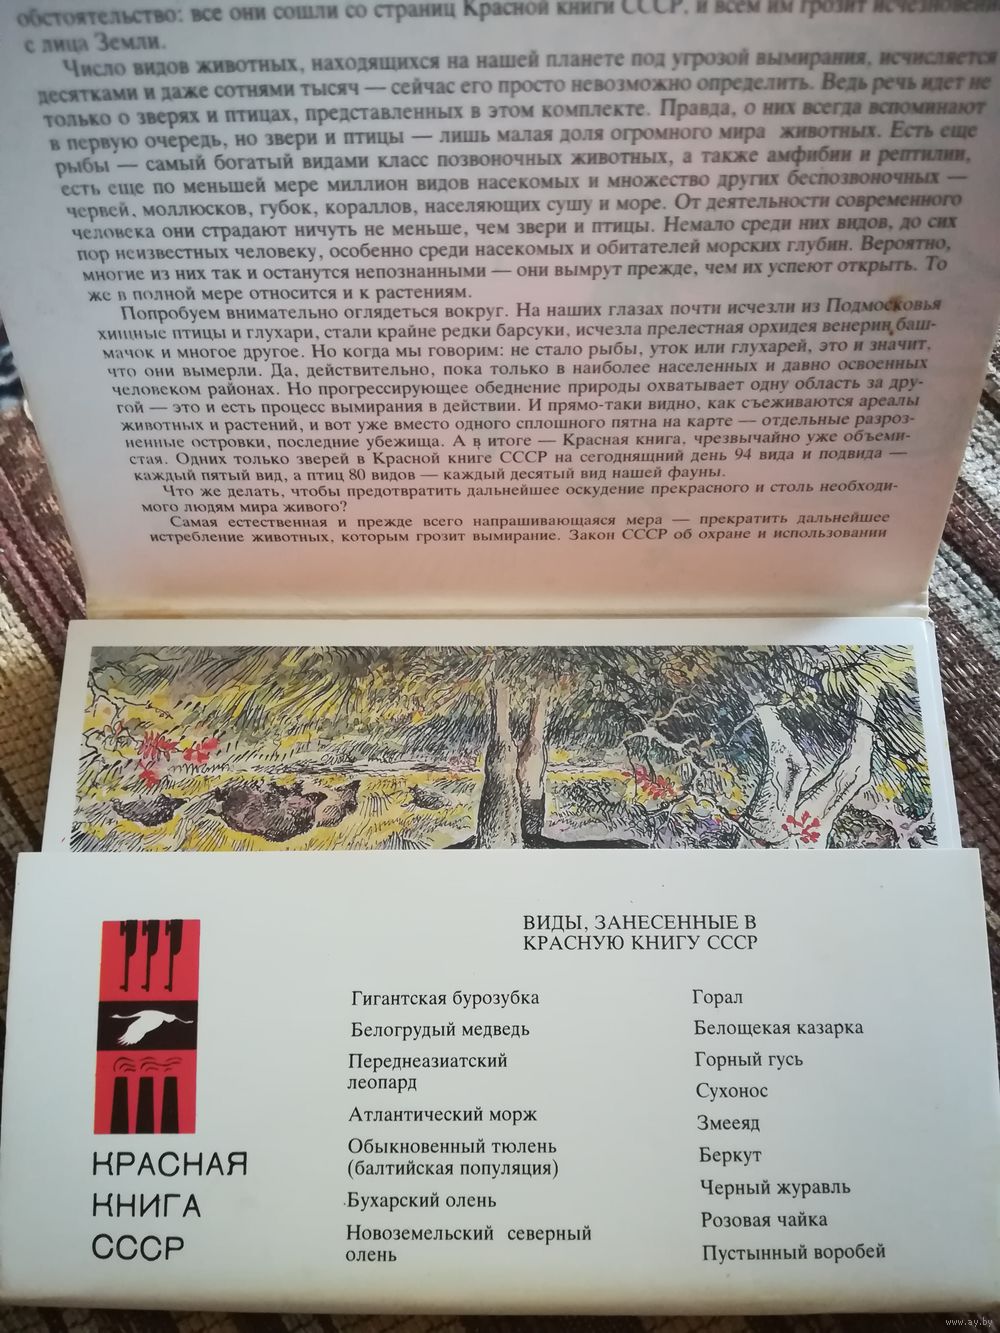 обстоятельство: все они сошли со страниц Красной книги СССР, и всем им грозит исчезновение
с лица Земли.
Число видов животных, находящихся на нашей планете под угрозой вымирания, исчисляется
десятками и даже сотнями тысяч — сейчас его просто невозможно определить. Ведь речь идет не
только о зверях и птицах, представленных в этом комплекте. Правда, о них всегда вспоминают
в первую очередь, но звери и птицы — лишь малая доля огромного мира животных. Есть еще
рыбы — самый богатый видами класс позвоночных животных, а также амфибии и рептилии,
есть еще по меньшей мере миллион видов насекомых и множество других беспозвоночных —
червей, моллюсков, губок, кораллов, населяющих сушу и море. От деятельности современного
человека они страдают ничуть не меньше, чем звери и птицы. Немало среди них видов, до сих
пор неизвестных человеку, особенно среди насекомых и обитателей морских глубин. Вероятно,
многие из них так и останутся непознанными — они вымрут прежде, чем их успеют открыть. То
же в полной мере относится и к растениям.
Попробуем внимательно оглядеться вокруг. На наших глазах почти исчезли из Подмосковья
хищные птицы и глухари, стали крайне редки барсуки, исчезла прелестная орхидея венерин баш-
мачок и многое другое. Но когда мы говорим: не стало рыбы, уток или глухарей, это и значит,
что они вымерли. Да, действительно, пока только в наиболее населенных и давно освоенных
человеком районах. Но прогрессирующее обеднение природы охватывает одну область за дру-
гой — это и есть процесс вымирания в действии. И прямо-таки видно, как съеживаются ареалы
животных и растений, и вот уже вместо одного сплошного пятна на карте — отдельные разроз-
ненные островки, последние убежища. А в итоге — Красная книга, чрезвычайно уже объеми-
стая. Одних только зверей в Красной книге СССР на сегодняшний день 94 вида и подвида —
каждый пятый вид, а птиц 80 видов — каждый десятый вид нашей фауны.
Что же делать, чтобы предотвратить дальнейшее оскудение прекрасного и столь необходи-
мого людям мира живого?
Самая естественная и прежде всего напрашивающаяся мера — прекратить дальнейшее
истребление животных, которым грозит вымирание. Закон СССР об охране и использовании
КРАСНАЯ
КНИГА
СССР
ВИДЫ, ЗАНЕСЕННЫЕ В
КРАСНУЮ КНИГУ СССР
Гигантская бурозубка
Белогрудый медведь
Переднеазиатский
леопард
Атлантический морж
Обыкновенный тюлень
(балтийская популяция)
Бухарский олень
Новоземельский северный
олень
Горал
Белощекая казарка
Горный гусь
Сухонос
Змееяд
Беркут
Черный журавль
Розовая чайка
Пустынный воробей
www.ay.by